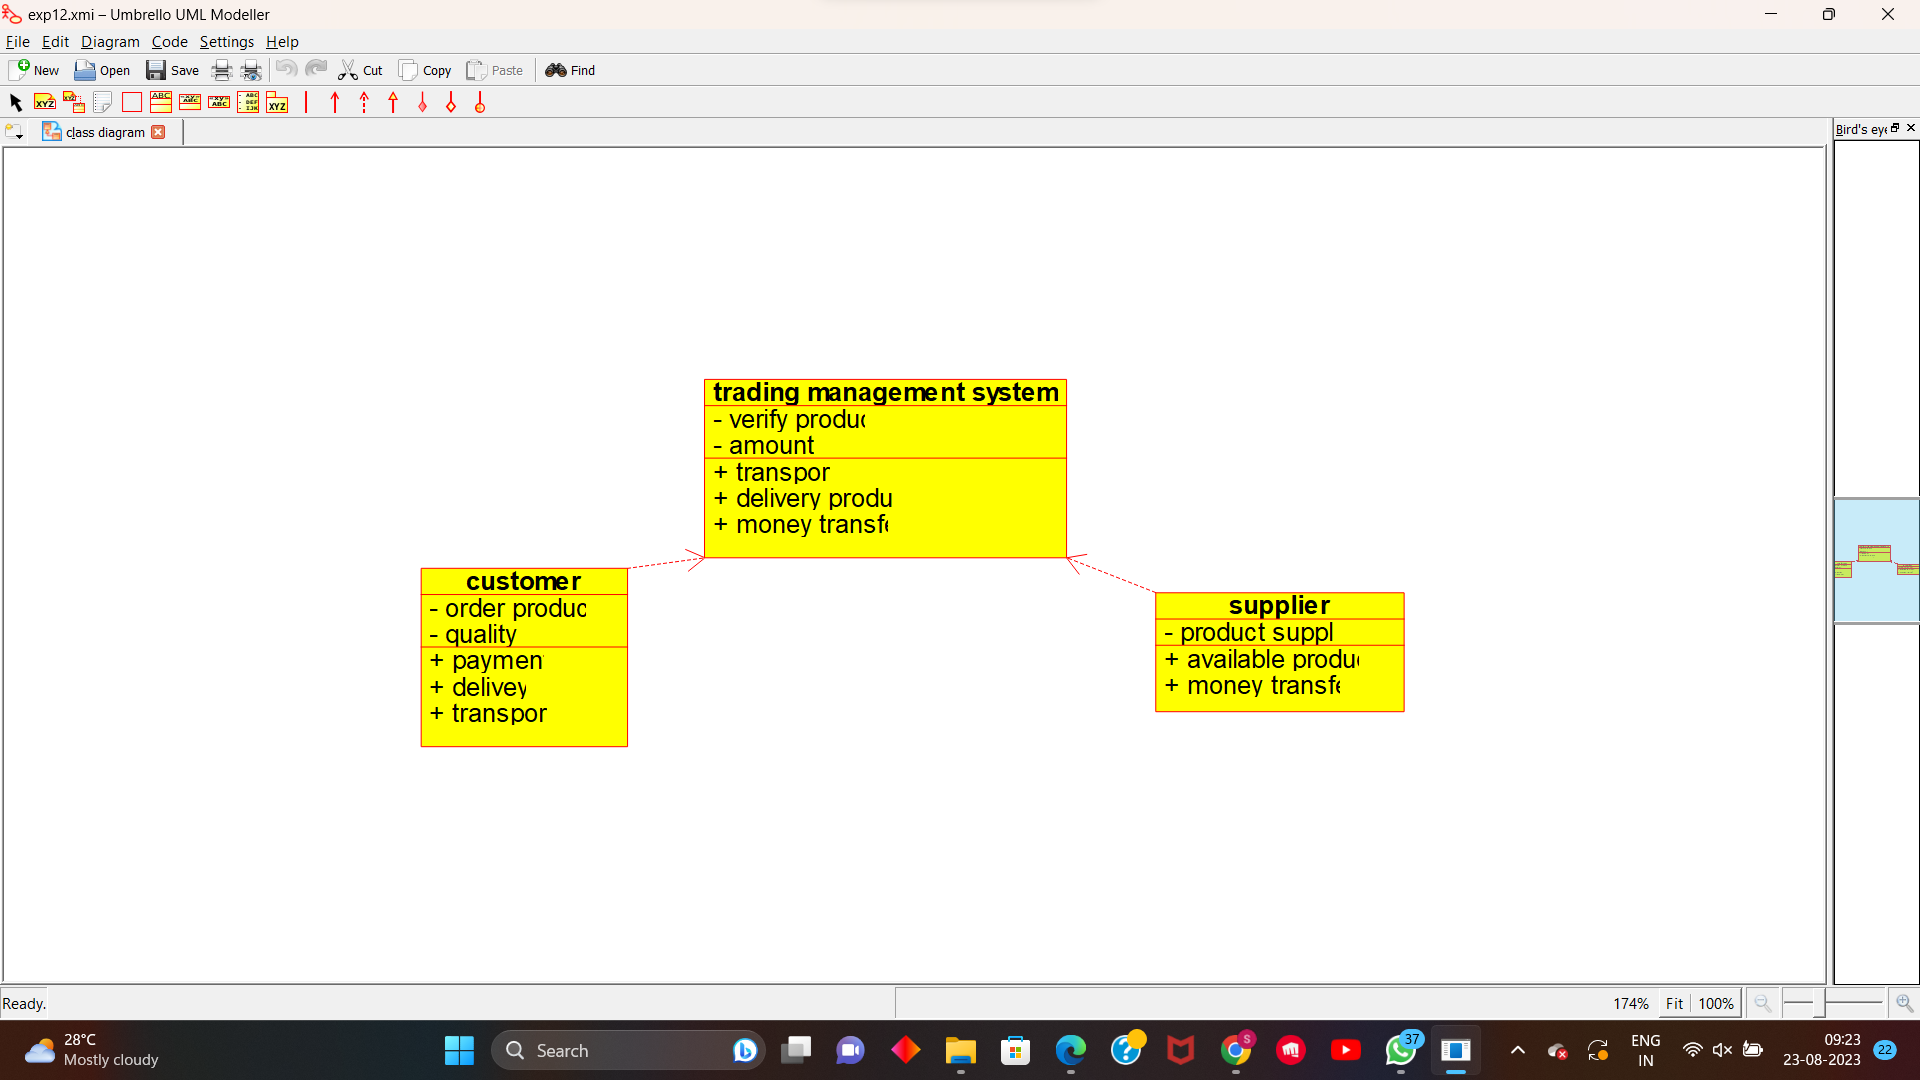 exp12.xmi – Umbrello UML Modeller
File Edit Diagram Code Settings Help
New Open Save Cut Copy Paste Find
class diagram
Bird's eye
trading management system
- verify produc
- amount
+ transpor
+ delivery produ
+ money transfe
customer
- order produc
- quality
+ paymen
+ delivey
+ transpor
supplier
- product suppl
+ available produc
+ money transfe
Ready.
174% Fit 100%
28°C
Mostly cloudy
Search
37
ENG
IN
09:23
23-08-2023
22